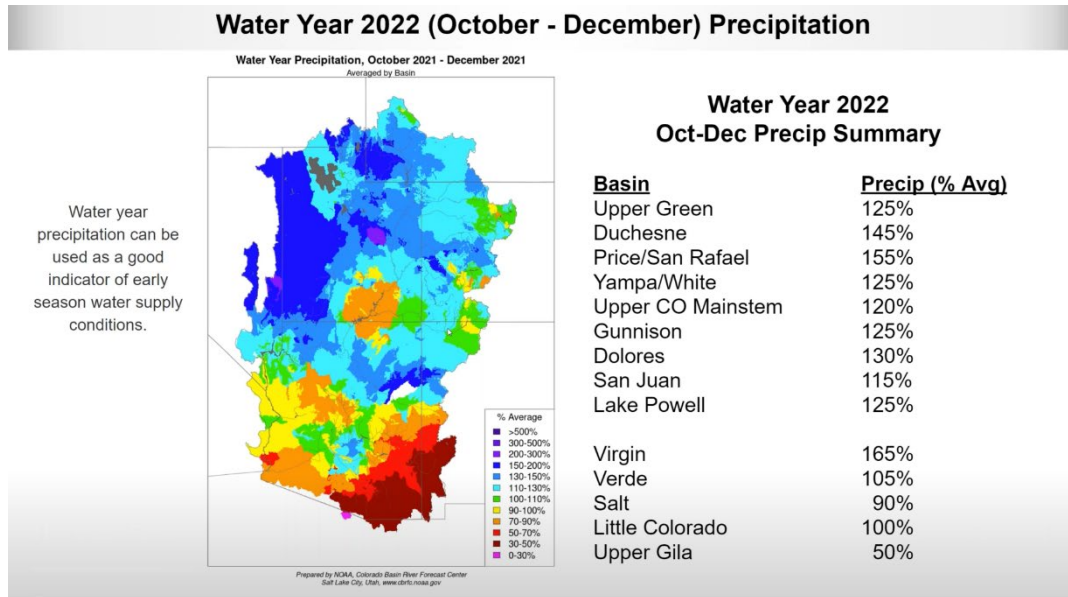 Water Year 2022 (October - December) Precipitation
Water Year Precipitation, October 2021 - December 2021
Averaged by Basin
Water year
precipitation can be
used as a good
indicator of early
season water supply
conditions.
% Average
>500%
300-500%
200-300%
150-200%
130-150%
110-130%
100-110%
90-100%
70-90%
50-70%
30-50%
0-30%
Prepared by NOAA, Colorado Basin River Forecast Center
Salt Lake City, Utah, www.cbrfc.noaa.gov
Water Year 2022
Oct-Dec Precip Summary
Basin Precip (% Avg)
Upper Green 125%
Duchesne 145%
Price/San Rafael 155%
Yampa/White 125%
Upper CO Mainstem 120%
Gunnison 125%
Dolores 130%
San Juan 115%
Lake Powell 125%
Virgin 165%
Verde 105%
Salt 90%
Little Colorado 100%
Upper Gila 50%